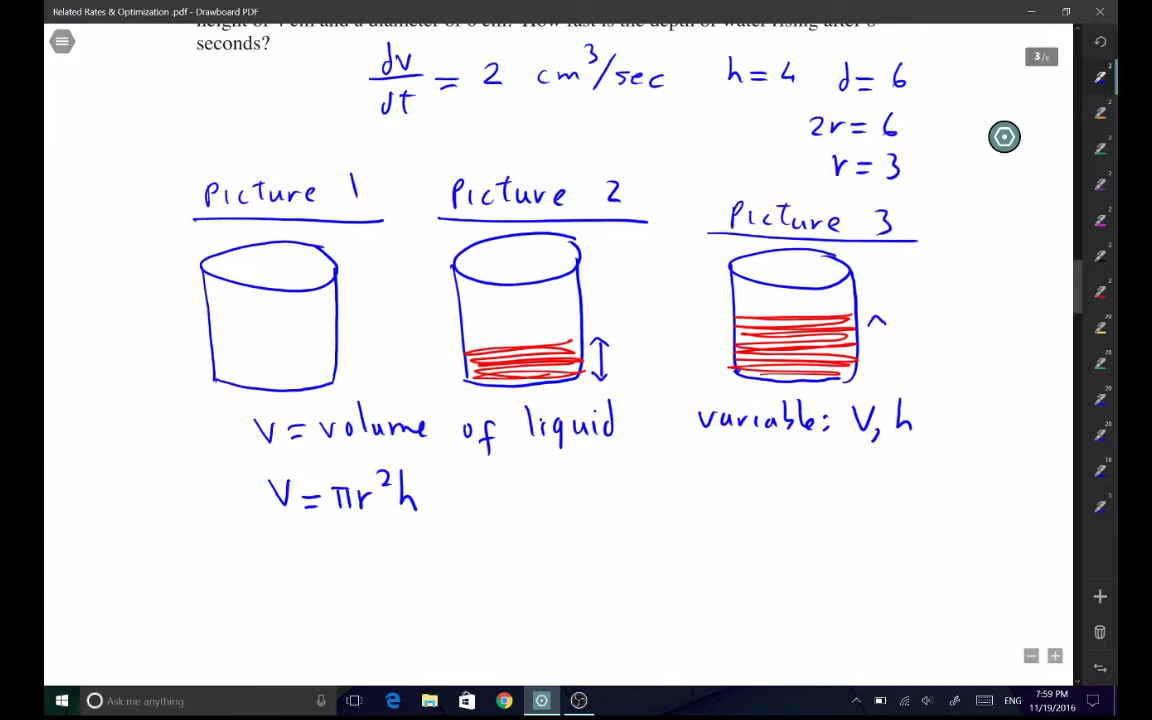 Related Rates & Optimization .pdf - Drawboard PDF
seconds?
3/6
dv/dt = 2 cm³/sec h = 4 d = 6
2r = 6
r = 3
Picture 1 Picture 2 Picture 3
V = volume of liquid variable: V, h
V = πr²h
Ask me anything
ENG
7:59 PM
11/19/2016